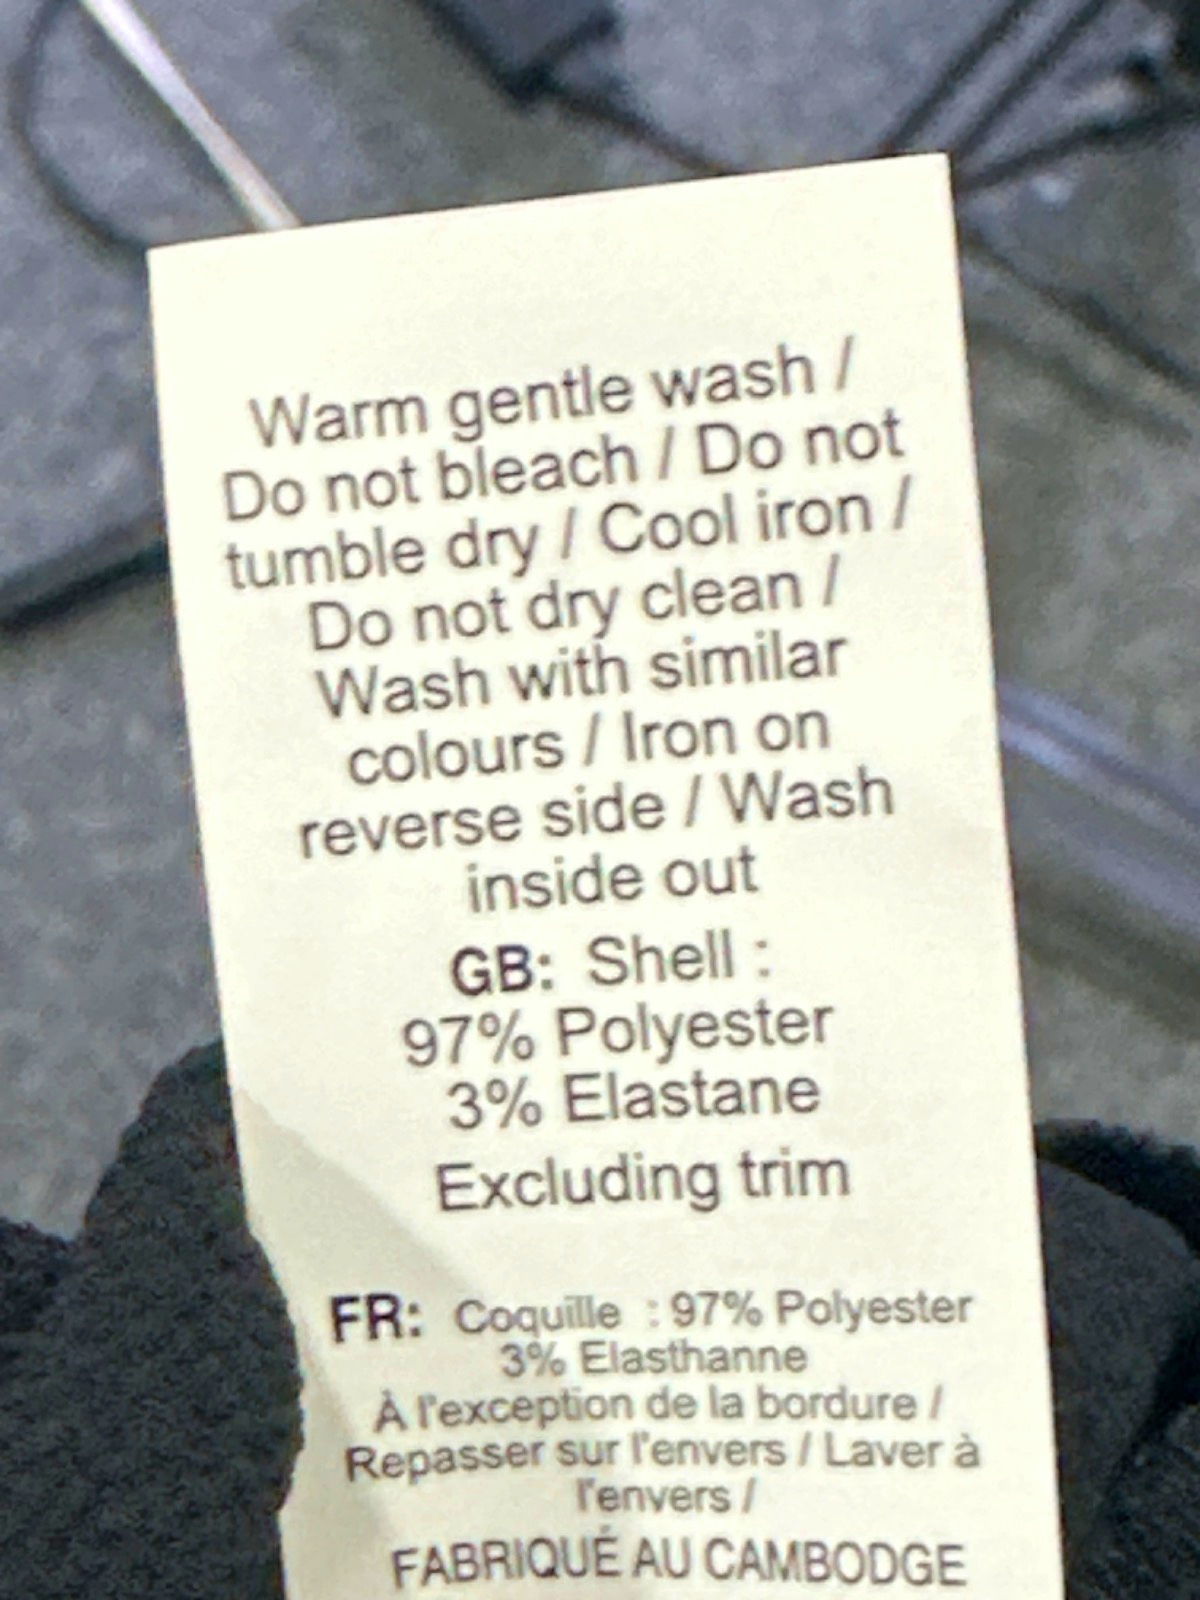 Warm gentle wash /
Do not bleach / Do not
tumble dry / Cool iron /
Do not dry clean /
Wash with similar
colours / Iron on
reverse side / Wash
inside out
GB: Shell :
97% Polyester
3% Elastane
Excluding trim
FR: Coquille : 97% Polyester
3% Elasthanne
À l'exception de la bordure /
Repasser sur l'envers / Laver à
l'envers /
FABRIQUÉ AU CAMBODGE